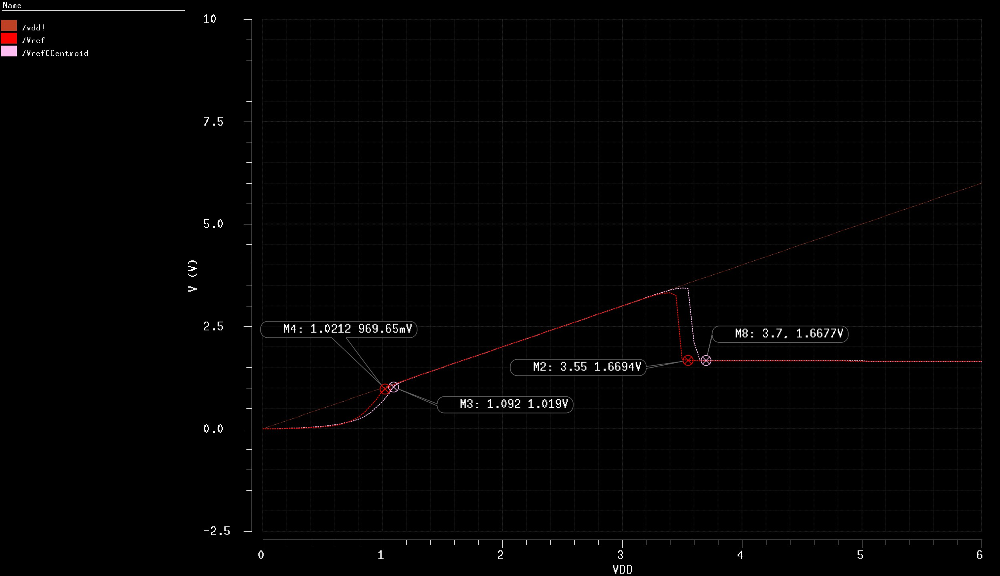 Name
/vdd!
/Vref
/VrefCCentroid
10
7.5
5.0
2.5
0.0
-2.5
V (V)
M4: 1.0212 969.65mV
M8: 3.7, 1.6677V
M2: 3.55 1.6694V
M3: 1.092 1.019V
0 1 2 3 4 5 6
VDD